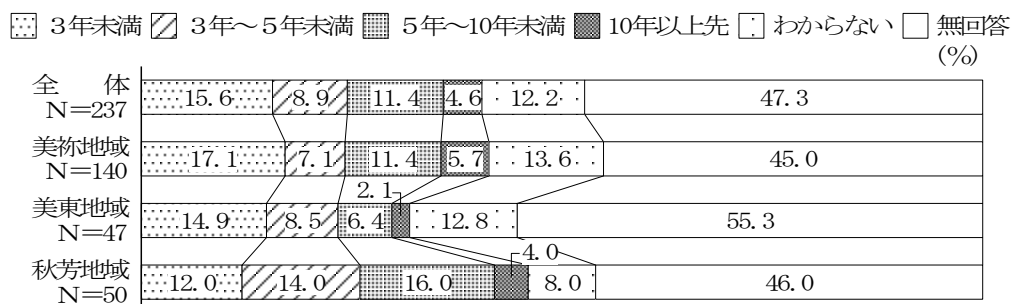 3年未満 3年～5年未満 5年～10年未満 10年以上先 わからない 無回答
(%)
全 体
N=237
15.6 8.9 11.4 4.6 12.2 47.3
美祢地域
N=140
17.1 7.1 11.4 5.7 13.6 45.0
美東地域
N=47
2.1
14.9 8.5 6.4 12.8 55.3
秋芳地域
N=50
4.0
12.0 14.0 16.0 8.0 46.0